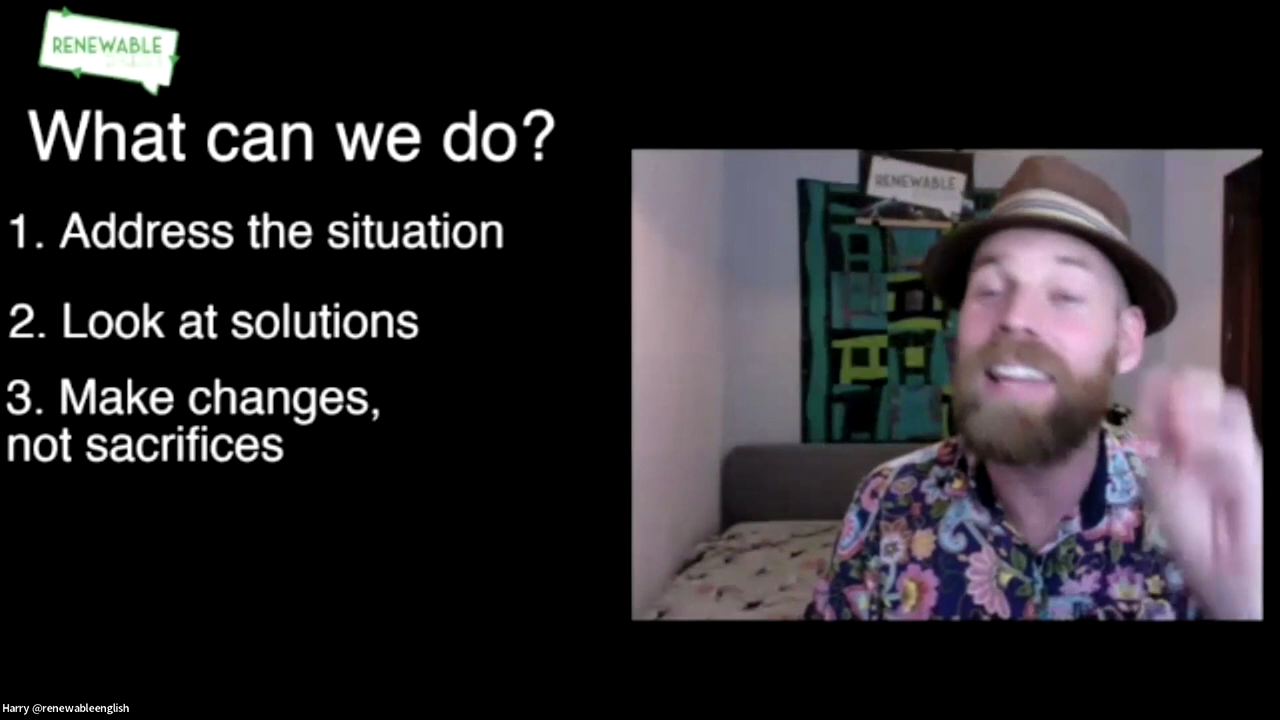 RENEWABLE
What can we do?
1. Address the situation
2. Look at solutions
3. Make changes,
not sacrifices
RENEWABLE
Harry @renewableenglish